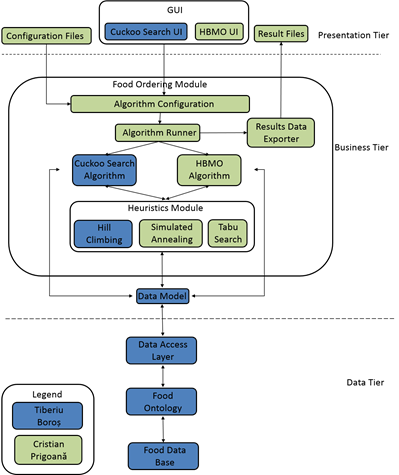 GUI
Configuration Files
Cuckoo Search UI
HBMO UI
Result Files
Presentation Tier
Food Ordering Module
Algorithm Configuration
Algorithm Runner
Results Data
Exporter
Business Tier
Cuckoo Search
Algorithm
HBMO
Algorithm
Heuristics Module
Hill
Climbing
Simulated
Annealing
Tabu
Search
Data Model
Data Access
Layer
Data Tier
Legend
Tiberiu
Boroș
Cristian
Prigoană
Food
Ontology
Food Data
Base